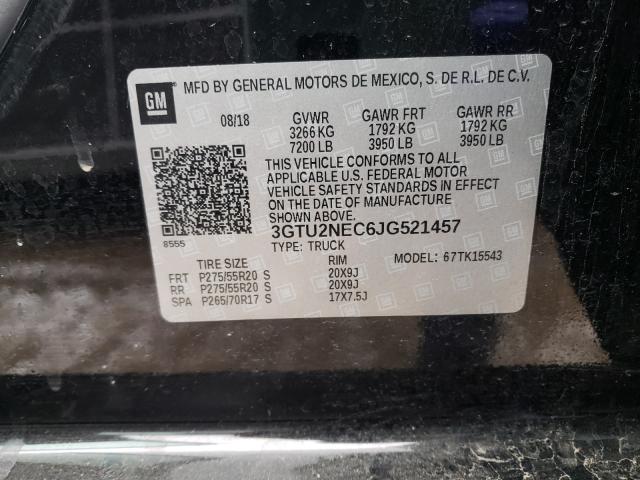 GM
MFD BY GENERAL MOTORS DE MEXICO, S. DE R.L. DE C.V.
08/18 GVWR GAWR FRT GAWR RR
3266 KG 1792 KG 1792 KG
7200 LB 3950 LB 3950 LB
THIS VEHICLE CONFORMS TO ALL
APPLICABLE U.S. FEDERAL MOTOR
VEHICLE SAFETY STANDARDS IN EFFECT
ON THE DATE OF MANUFACTURE
SHOWN ABOVE.
8555
3GTU2NEC6JG521457
TYPE: TRUCK MODEL: 67TK15543
TIRE SIZE RIM
FRT P275/55R20 S 20X9J
RR P275/55R20 S 20X9J
SPA P265/70R17 S 17X7.5J